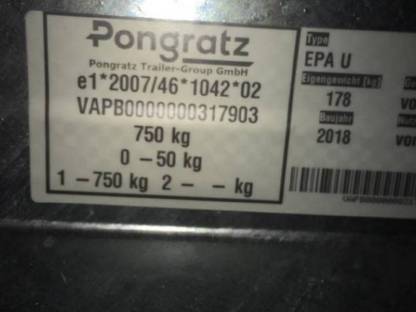 Pongratz
Pongratz Trailer-Group GmbH
e1*2007/46*1042*02
VAPB0000000317903
750 kg
0 – 50 kg
1 – 750 kg 2 – – kg
Type
EPA U
Eigengewicht [kg]
178
Baujahr
2018